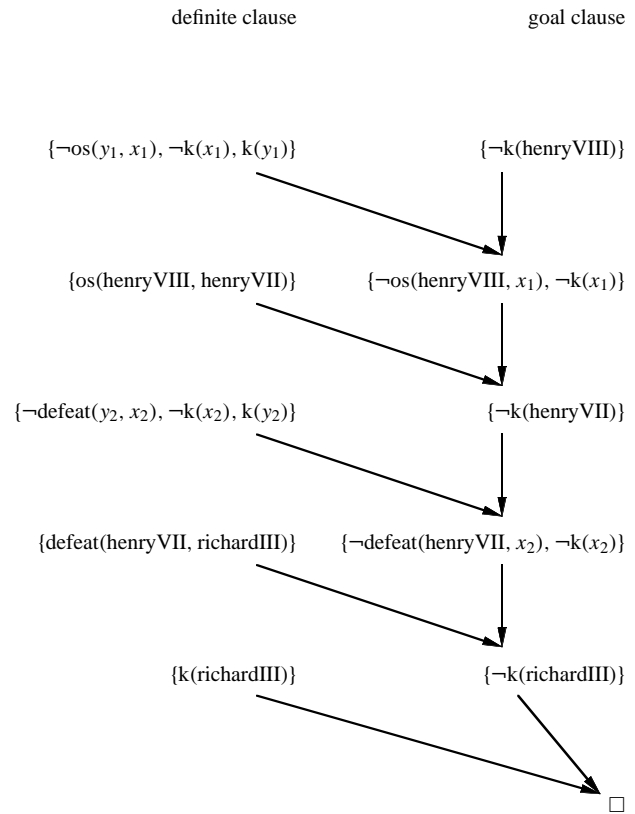 definite clause goal clause
{¬os(y₁, x₁), ¬k(x₁), k(y₁)} {¬k(henryVIII)}
{os(henryVIII, henryVII)} {¬os(henryVIII, x₁), ¬k(x₁)}
{¬defeat(y₂, x₂), ¬k(x₂), k(y₂)} {¬k(henryVII)}
{defeat(henryVII, richardIII)} {¬defeat(henryVII, x₂), ¬k(x₂)}
{k(richardIII)} {¬k(richardIII)}
□